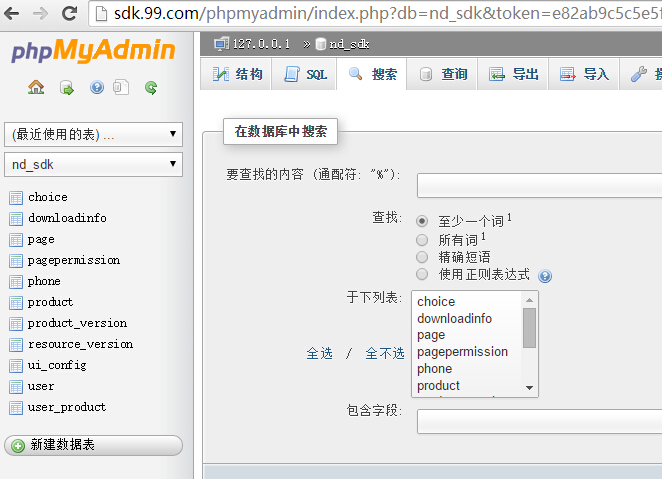 sdk.99.com/phpmyadmin/index.php?db=nd_sdk&token=e82ab9c5c5e5
phpMyAdmin
127.0.0.1 » nd_sdk
结构 SQL 搜索 查询 导出 导入
(最近使用的表) ...
nd_sdk
choice
downloadinfo
page
pagepermission
phone
product
product_version
resource_version
ui_config
user
user_product
新建数据表
在数据库中搜索
要查找的内容 (通配符: "%"):
查找:
至少一个词 1
所有词 1
精确短语
使用正则表达式
于下列表:
全选 / 全不选
choice
downloadinfo
page
pagepermission
phone
product
包含字段: